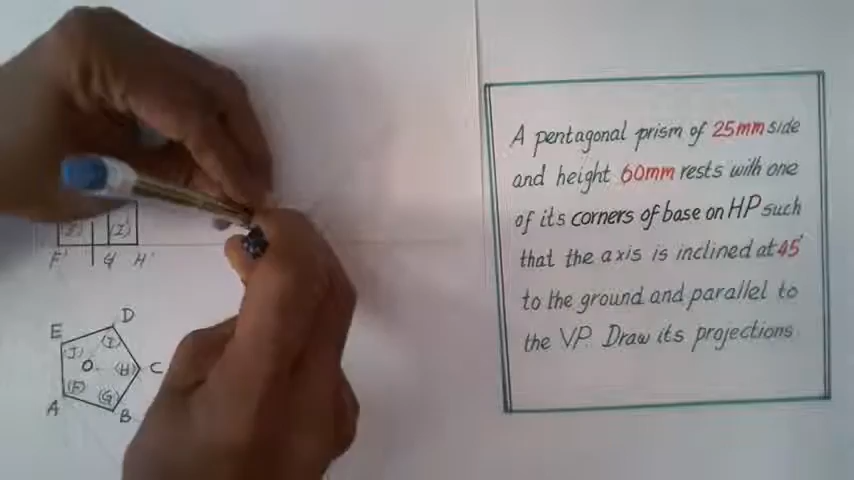 A pentagonal prism of 25mm side
and height 60mm rests with one
of its corners of base on HP such
that the axis is inclined at 45°
to the ground and parallel to
the VP. Draw its projections.
(I')
F' G' H'
D
E
(J) (I)
O (H) C
(F) (G)
A B